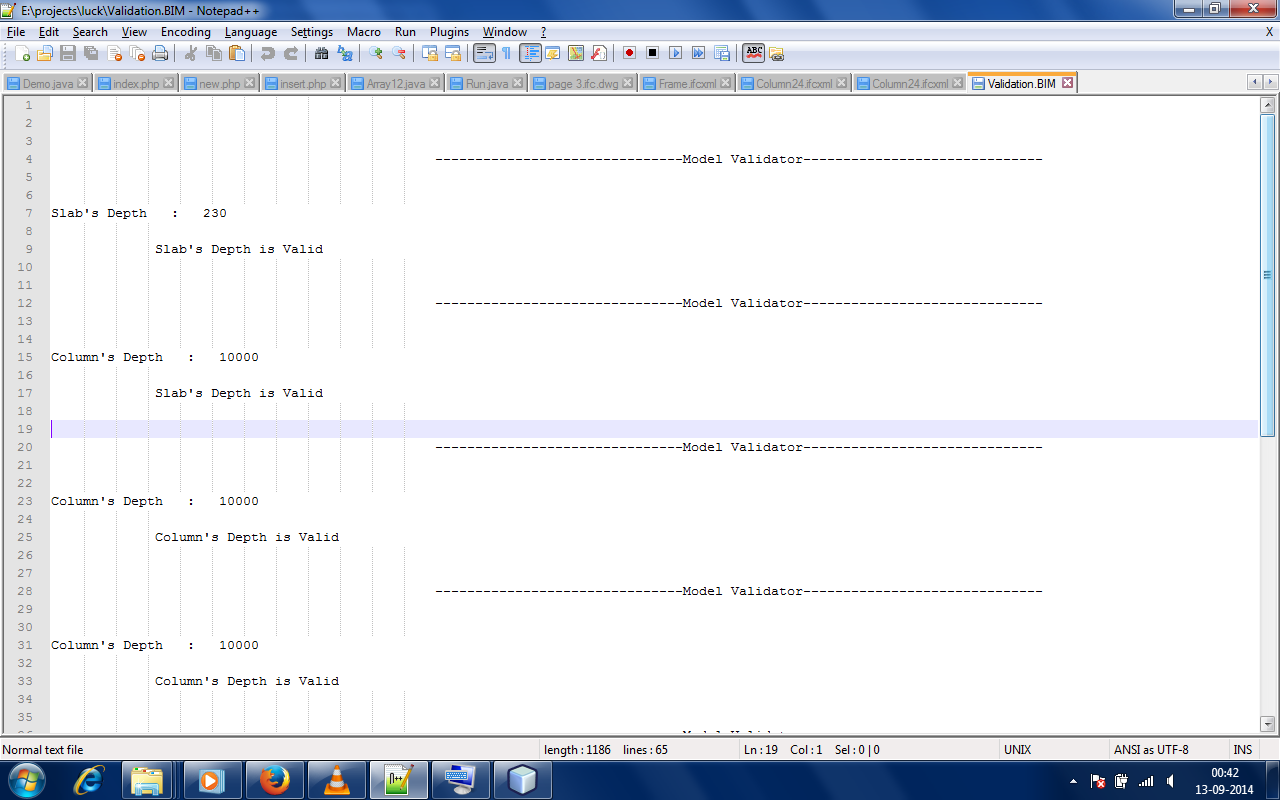 E:\projects\luck\Validation.BIM - Notepad++
File Edit Search View Encoding Language Settings Macro Run Plugins Window ? X
Demo.java index.php new.php insert.php Array12.java Run.java page 3.ifc.dwg Frame.ifcxml Column24.ifcxml Column24.ifcxml Validation.BIM
1
2
3
4 -------------------------------Model Validator------------------------------
5
6
7 Slab's Depth : 230
8
9 Slab's Depth is Valid
10
11
12 -------------------------------Model Validator------------------------------
13
14
15 Column's Depth : 10000
16
17 Slab's Depth is Valid
18
19
20 -------------------------------Model Validator------------------------------
21
22
23 Column's Depth : 10000
24
25 Column's Depth is Valid
26
27
28 -------------------------------Model Validator------------------------------
29
30
31 Column's Depth : 10000
32
33 Column's Depth is Valid
34
35
Normal text file length : 1186 lines : 65 Ln : 19 Col : 1 Sel : 0 | 0 UNIX ANSI as UTF-8 INS
00:42
13-09-2014